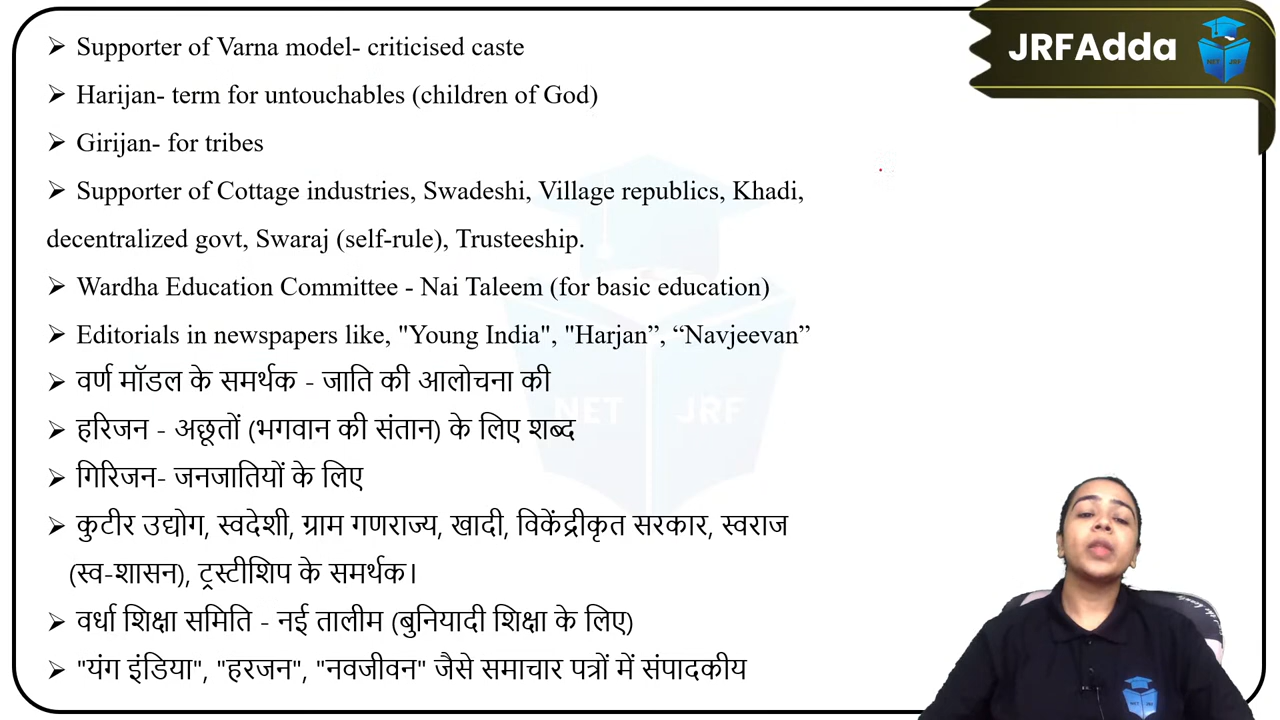 ➢ Supporter of Varna model- criticised caste
➢ Harijan- term for untouchables (children of God)
➢ Girijan- for tribes
➢ Supporter of Cottage industries, Swadeshi, Village republics, Khadi,
decentralized govt, Swaraj (self-rule), Trusteeship.
➢ Wardha Education Committee - Nai Taleem (for basic education)
➢ Editorials in newspapers like, "Young India", "Harjan”, “Navjeevan”
➢ वर्ण मॉडल के समर्थक - जाति की आलोचना की
➢ हरिजन - अछूतों (भगवान की संतान) के लिए शब्द
➢ गिरिजन- जनजातियों के लिए
➢ कुटीर उद्योग, स्वदेशी, ग्राम गणराज्य, खादी, विकेंद्रीकृत सरकार, स्वराज
(स्व-शासन), ट्रस्टीशिप के समर्थक।
➢ वर्धा शिक्षा समिति - नई तालीम (बुनियादी शिक्षा के लिए)
➢ "यंग इंडिया", "हरजन", "नवजीवन" जैसे समाचार पत्रों में संपादकीय
JRFAdda
NET JRF
NET JRF